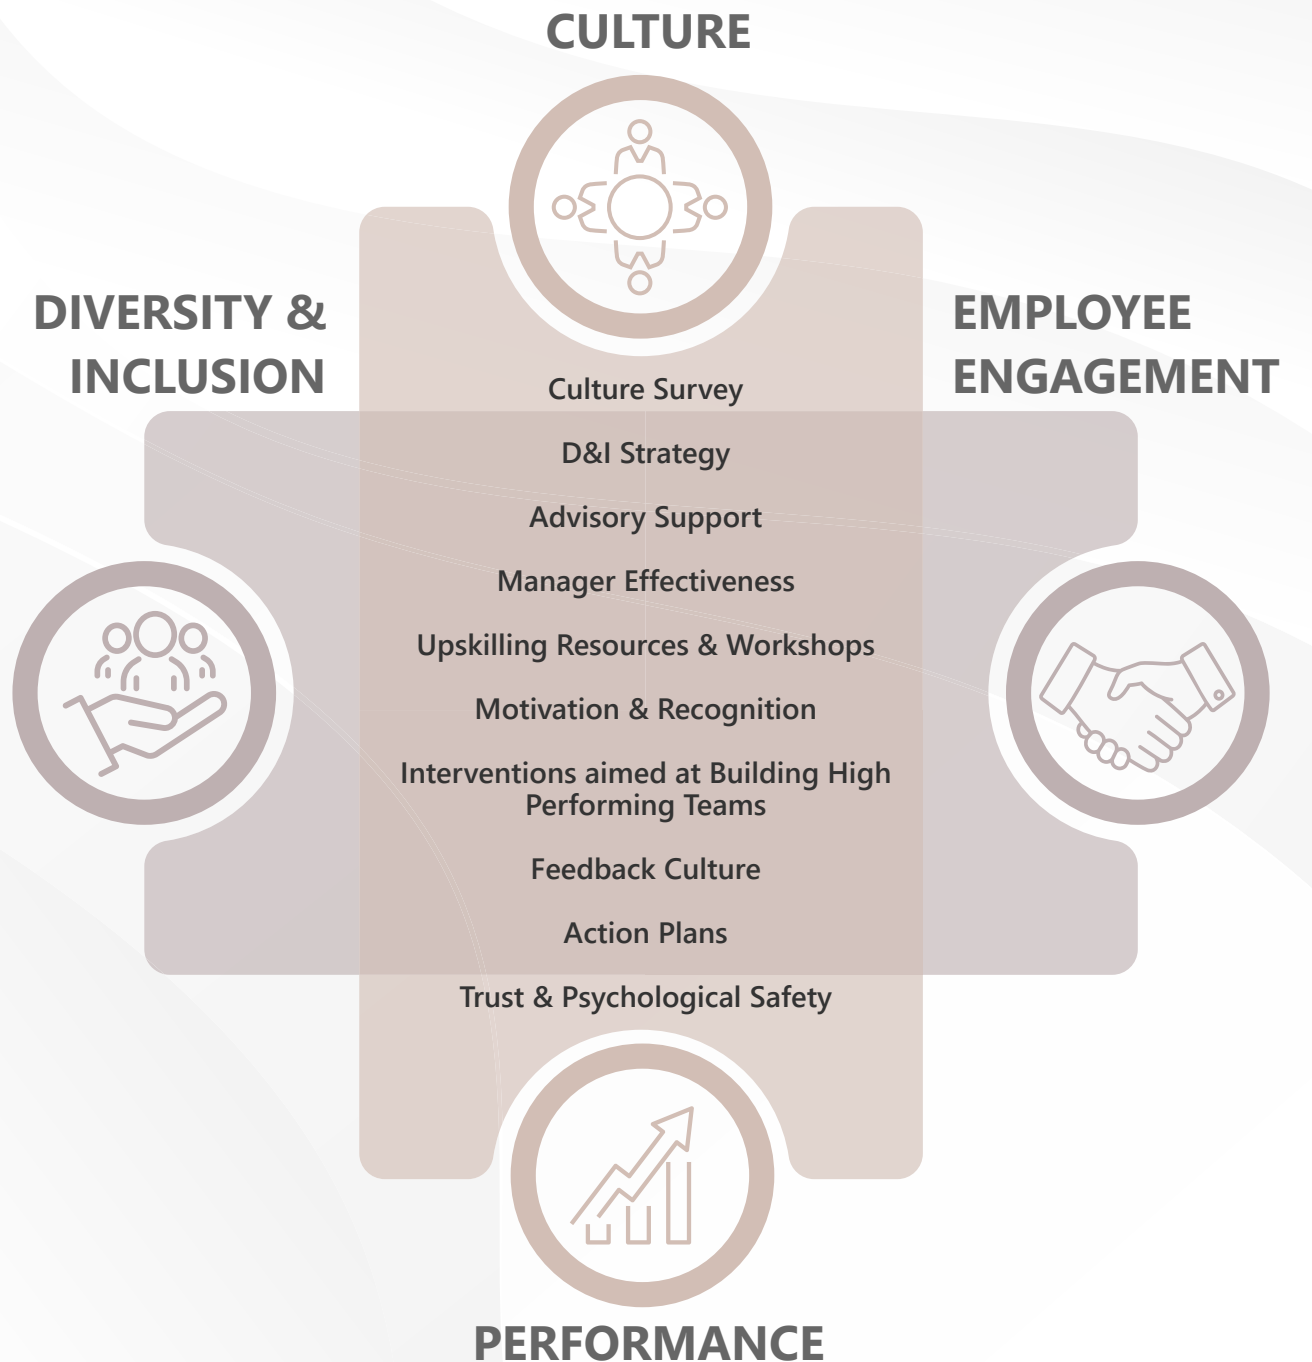 CULTURE
DIVERSITY &
INCLUSION
EMPLOYEE
ENGAGEMENT
Culture Survey
D&I Strategy
Advisory Support
Manager Effectiveness
Upskilling Resources & Workshops
Motivation & Recognition
Interventions aimed at Building High
Performing Teams
Feedback Culture
Action Plans
Trust & Psychological Safety
PERFORMANCE